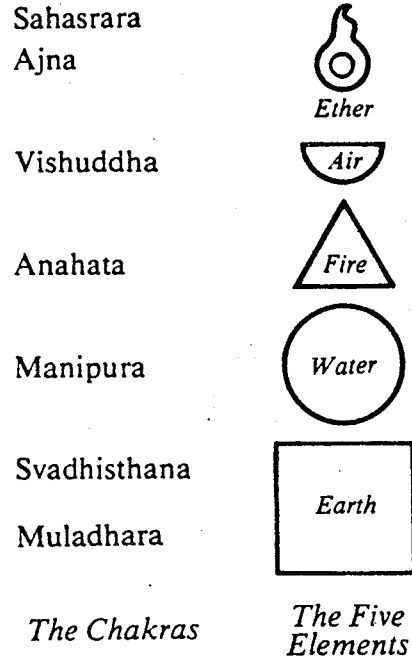 Sahasrara
Ajna
Ether
Vishuddha
Air
Anahata
Fire
Manipura
Water
Svadhisthana
Earth
Muladhara
The Chakras
The Five
Elements